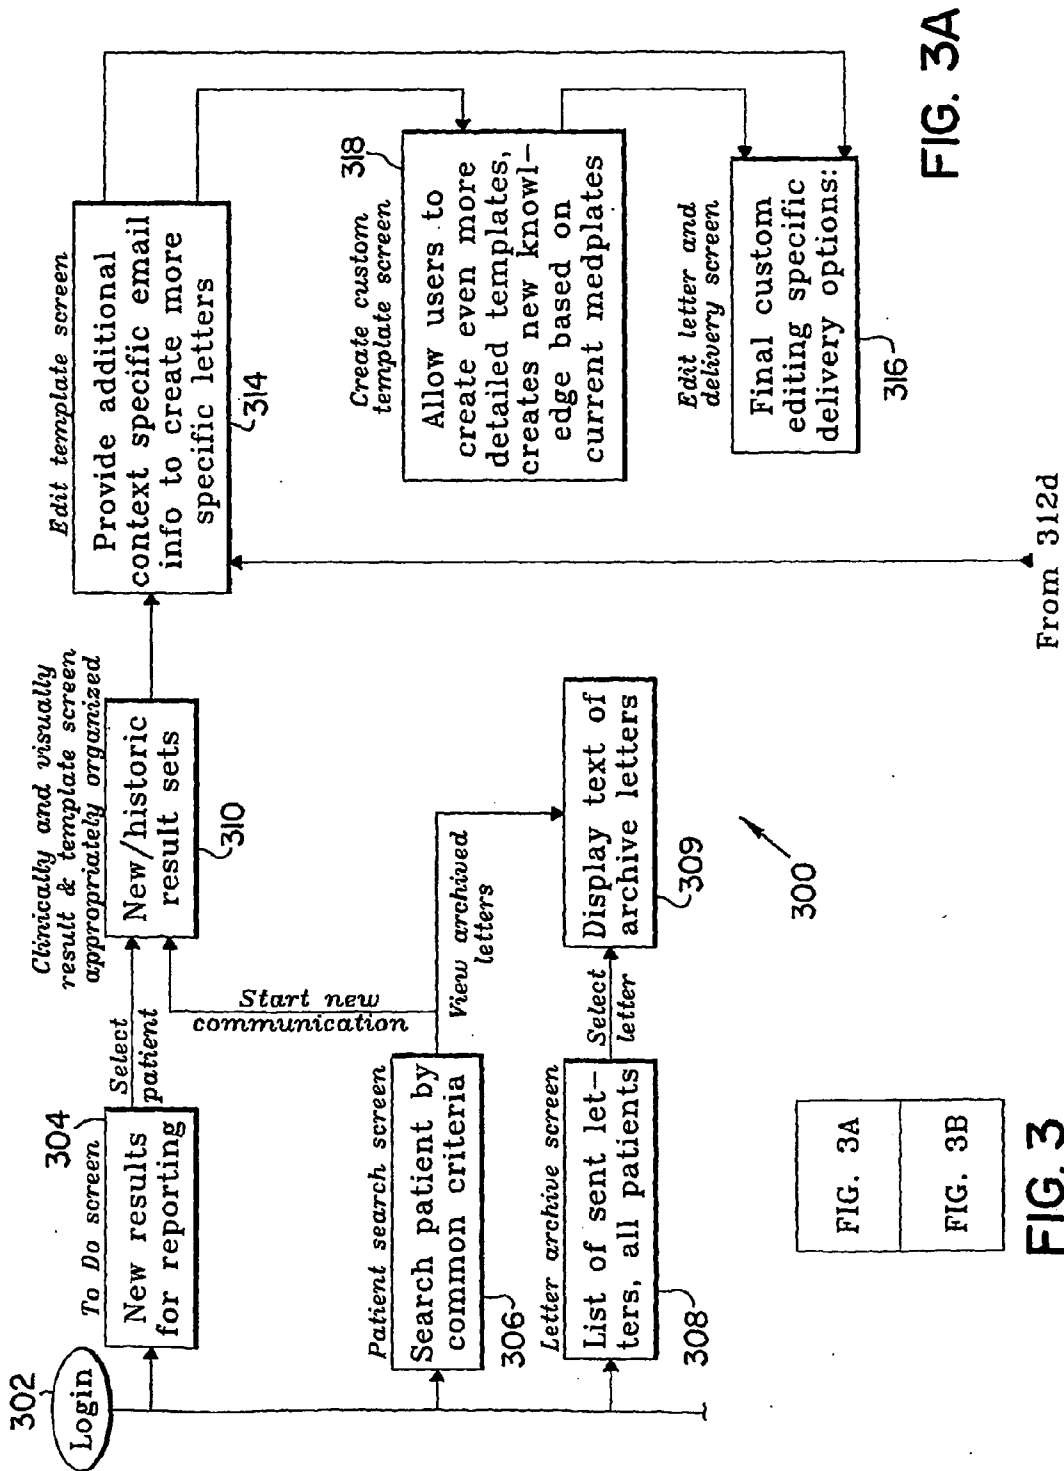 302
Login
To Do screen
304
New results
for reporting
Select
patient
Clinically and visually
result & template screen
appropriately organized
New/historic
result sets
310
Edit template screen
Provide additional
context specific email
info to create more
specific letters
314
Patient search screen
Search patient by
common criteria
306
Start new
communication
View archived
letters
Create custom
template screen
318
Allow users to
create even more
detailed templates,
creates new knowl-
edge based on
current medplates
Letter archive screen
List of sent let-
ters, all patients
308
Select
letter
Display text of
archive letters
309
Edit letter and
delivery screen
Final custom
editing specific
delivery options:
316
300
From 312d
FIG. 3A
FIG. 3A
FIG. 3B
FIG. 3